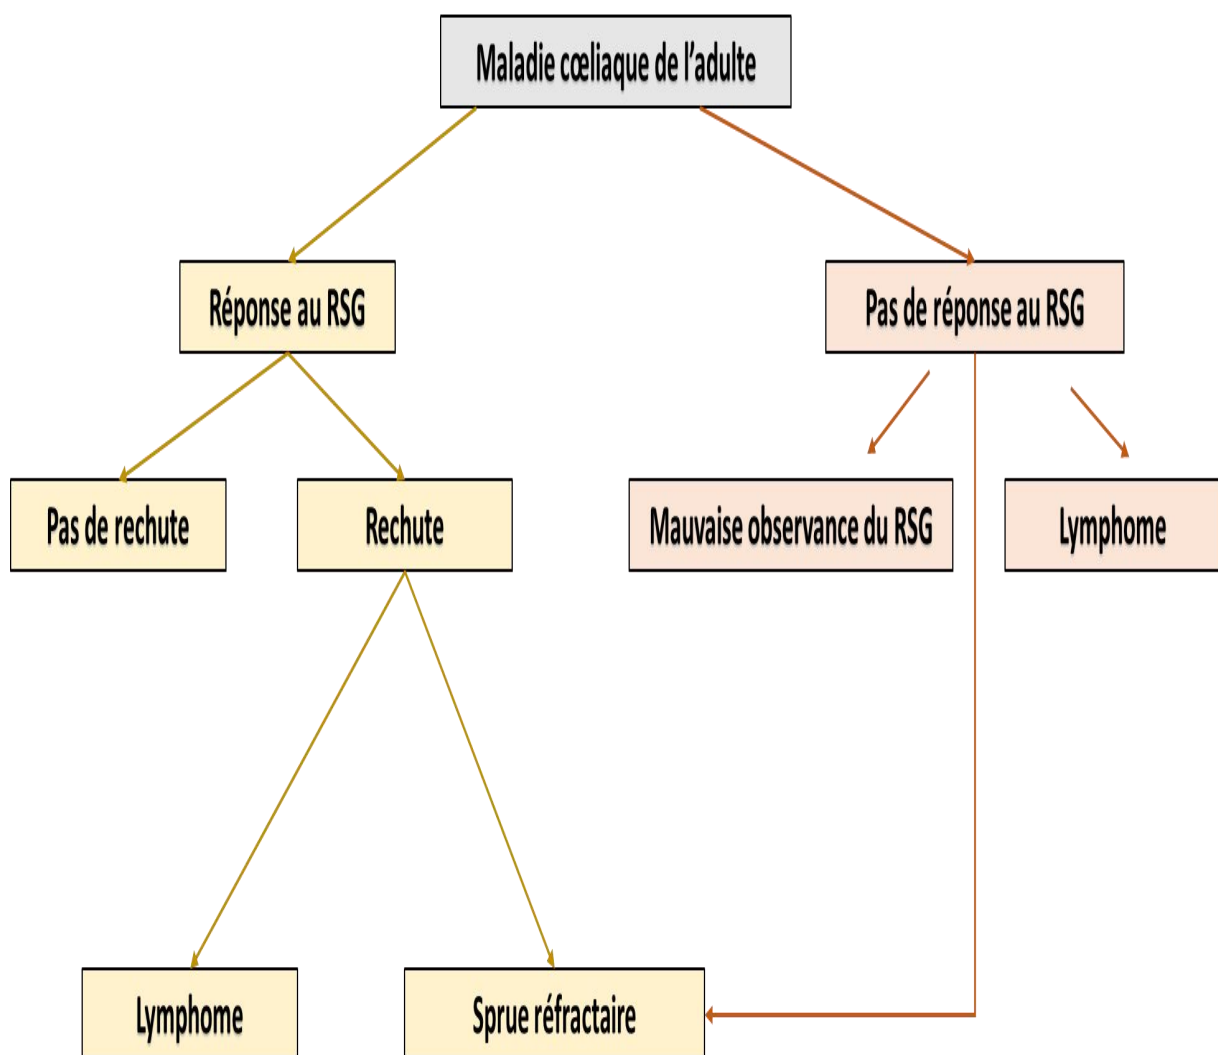 Maladie cœliaque de l’adulte
Réponse au RSG
Pas de réponse au RSG
Pas de rechute
Rechute
Mauvaise observance du RSG
Lymphome
Lymphome
Sprue réfractaire